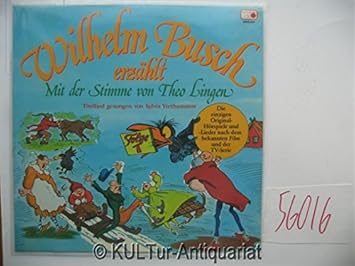 Wilhelm Busch
erzählt
Mit der Stimme von Theo Lingen
Titellied gesungen von Sylvia Vrethammar
Die
einzigen
Original-
Hörspiele und
-Lieder nach dem
bekannten Film
und der
TV-Serie
Folge 1
56016
© KULTur-Antiquariat